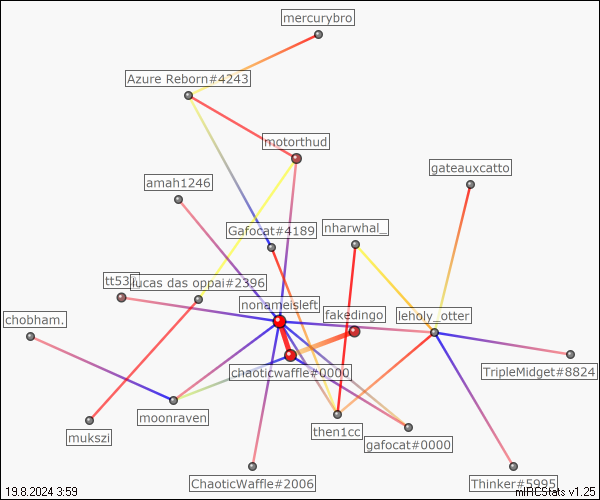 mercurybro
Azure Reborn#4243
motorthud
gateauxcatto
amah1246
nharwhal_
Gafocat#4189
tt53
lucas das oppai#2396
nonameisleft
fakedingo
leholy_otter
chobham.
chaoticwaffle#0000
TripleMidget#8824
moonraven
then1cc
mukszi
gafocat#0000
ChaoticWaffle#2006
Thinker#5995
19.8.2024 3:59
mIRCStats v1.25